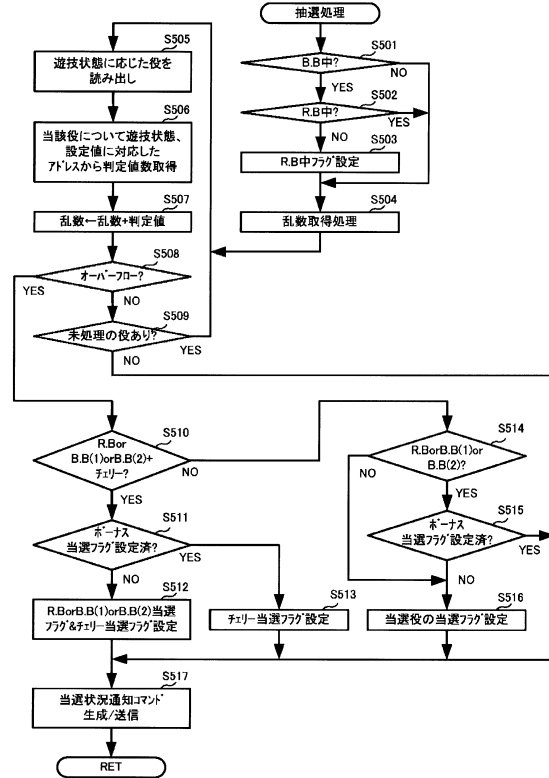 抽選処理
S501
B.B中?
NO
YES
S502
R.B中?
YES
NO
S503
R.B中フラグ設定
S504
乱数取得処理
S505
遊技状態に応じた役を
読み出し
S506
当該役について遊技状態、
設定値に対応した
アドレスから判定値数取得
S507
乱数←乱数+判定値
S508
オーバーフロー?
YES
NO
S509
未処理の役あり?
YES
NO
S510
R.Bor
B.B(1)orB.B(2)+
チェリー?
NO
YES
S511
ボーナス
当選フラグ設定済?
YES
NO
S512
R.BorB.B(1)orB.B(2)当選
フラグ&チェリー当選フラグ設定
S513
チェリー当選フラグ設定
S514
R.BorB.B(1)or
B.B(2)?
NO
YES
S515
ボーナス
当選フラグ設定済?
YES
NO
S516
当選役の当選フラグ設定
S517
当選状況通知コマンド
生成/送信
RET